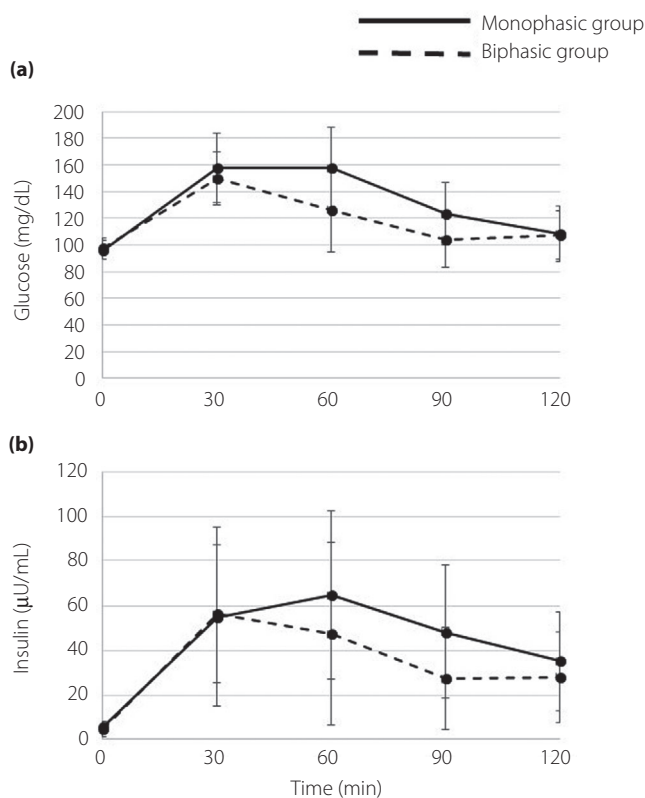 Monophasic group
Biphasic group
(a)
Glucose (mg/dL)
200
180
160
140
120
100
80
60
40
20
0
0 30 60 90 120
(b)
Insulin (μU/mL)
120
100
80
60
40
20
0
0 30 60 90 120
Time (min)